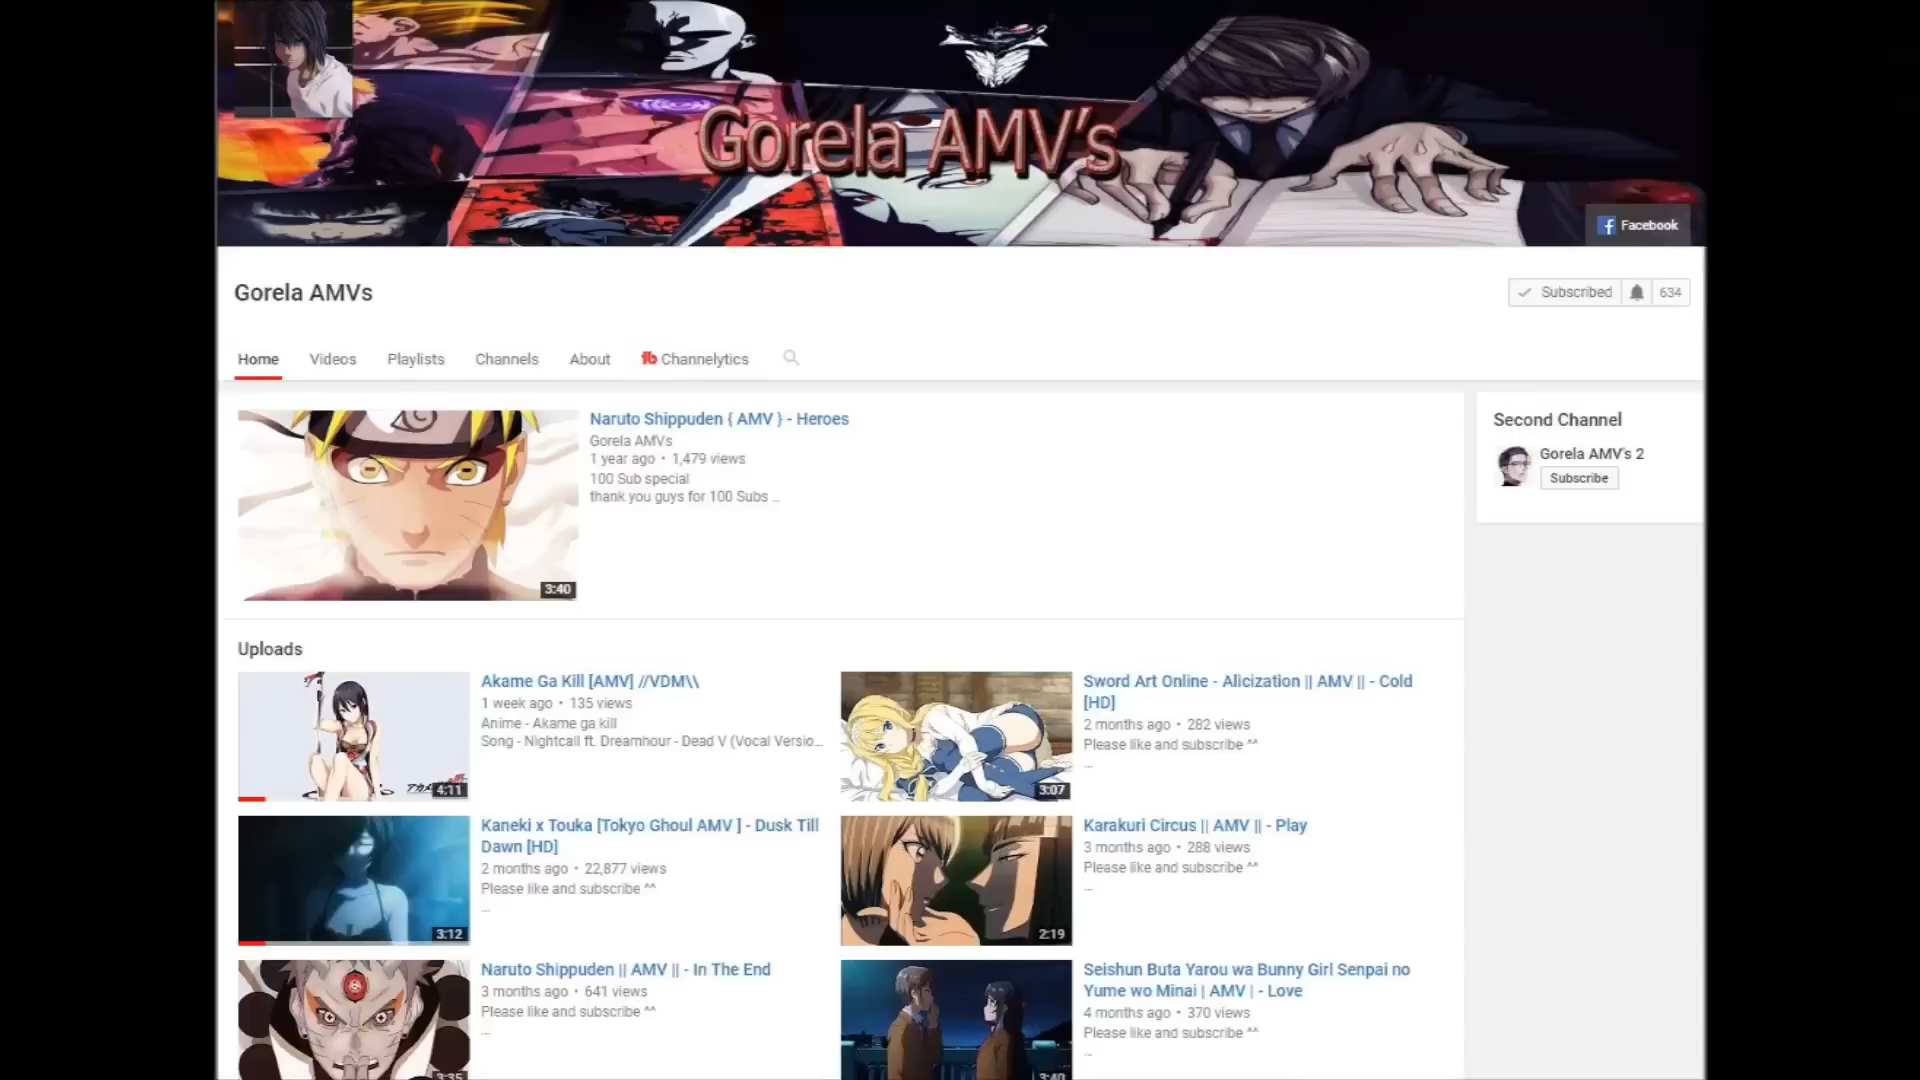 Gorela AMV's
Facebook
Gorela AMVs
Subscribed 634
Home Videos Playlists Channels About Channelytics
Naruto Shippuden { AMV } - Heroes
Gorela AMVs
1 year ago • 1,479 views
100 Sub special
thank you guys for 100 Subs ...
3:40
Second Channel
Gorela AMV's 2
Subscribe
Uploads
Akame Ga Kill [AMV] //VDM\\
1 week ago • 135 views
Anime - Akame ga kill
Song - Nightcall ft. Dreamhour - Dead V (Vocal Versio...
4:11
Sword Art Online - Alicization || AMV || - Cold
[HD]
2 months ago • 282 views
Please like and subscribe ^^
...
3:07
Kaneki x Touka [Tokyo Ghoul AMV ] - Dusk Till
Dawn [HD]
2 months ago • 22,877 views
Please like and subscribe ^^
...
3:12
Karakuri Circus || AMV || - Play
3 months ago • 288 views
Please like and subscribe ^^
...
2:19
Naruto Shippuden || AMV || - In The End
3 months ago • 641 views
Please like and subscribe ^^
...
3:35
Seishun Buta Yarou wa Bunny Girl Senpai no
Yume wo Minai | AMV | - Love
4 months ago • 370 views
Please like and subscribe ^^
...
3:40